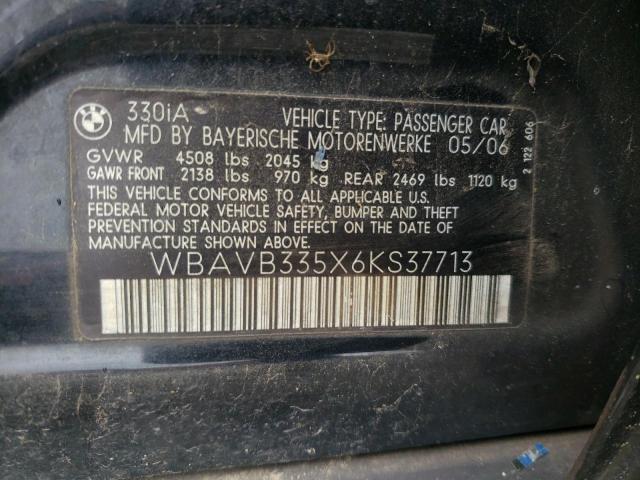 BMW 330iA VEHICLE TYPE: PASSENGER CAR
MFD BY BAYERISCHE MOTORENWERKE 05/06
GVWR 4508 lbs 2045 kg
GAWR FRONT 2138 lbs 970 kg REAR 2469 lbs 1120 kg
THIS VEHICLE CONFORMS TO ALL APPLICABLE U.S.
FEDERAL MOTOR VEHICLE SAFETY, BUMPER AND THEFT
PREVENTION STANDARDS IN EFFECT ON THE DATE OF
MANUFACTURE SHOWN ABOVE.
WBAVB335X6KS37713
2 122 606